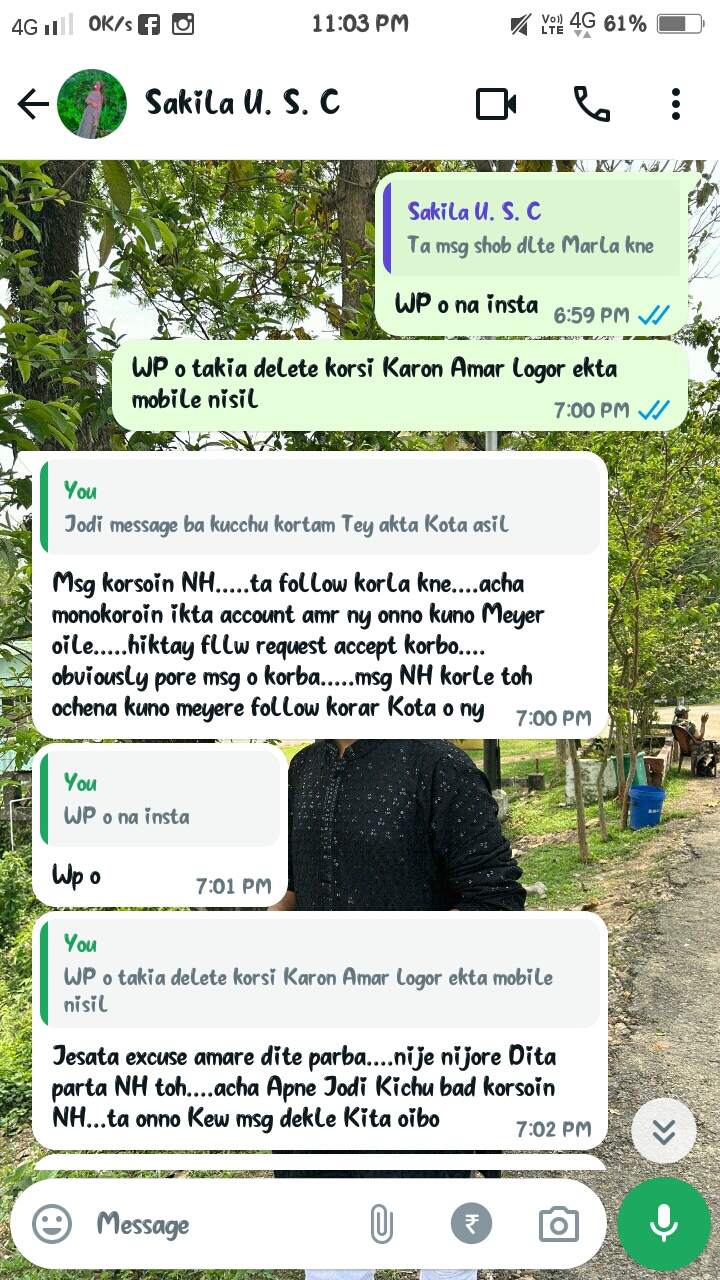 4G 0K/s 11:03 PM Vo)) LTE 4G 61%
Sakila U. S. C
Sakila U. S. C
Ta msg shob dlte Marla kne
WP o na insta 6:59 PM
WP o takia delete korsi Karon Amar Logor ekta
mobile nisil 7:00 PM
You
Jodi message ba kucchu kortam Tey akta Kota asil
Msg korsoin NH.....ta follow korla kne....acha
monokoroin ikta account amr ny onno kuno Meyer
oile.....hiktay fllw request accept korbo....
obviously pore msg o korba.....msg NH korle toh
ochena kuno meyere follow korar Kota o ny 7:00 PM
You
WP o na insta
Wp o 7:01 PM
You
WP o takia delete korsi Karon Amar Logor ekta mobile
nisil
Jesata excuse amare dite parba....nije nijore Dita
parta NH toh....acha Apne Jodi Kichu bad korsoin
NH...ta onno Kew msg dekle Kita oibo 7:02 PM
Message